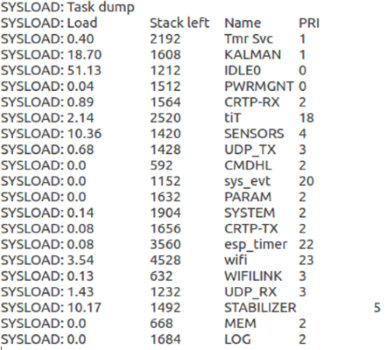 SYSLOAD: Task dump
SYSLOAD: Load Stack left Name PRI
SYSLOAD: 0.40 2192 Tmr Svc 1
SYSLOAD: 18.70 1608 KALMAN 1
SYSLOAD: 51.13 1212 IDLE0 0
SYSLOAD: 0.04 1512 PWRMGNT 0
SYSLOAD: 0.89 1564 CRTP-RX 2
SYSLOAD: 2.14 2520 tiT 18
SYSLOAD: 10.36 1420 SENSORS 4
SYSLOAD: 0.68 1428 UDP_TX 3
SYSLOAD: 0.0 592 CMDHL 2
SYSLOAD: 0.0 1152 sys_evt 20
SYSLOAD: 0.0 1632 PARAM 2
SYSLOAD: 0.14 1904 SYSTEM 2
SYSLOAD: 0.08 1656 CRTP-TX 2
SYSLOAD: 0.08 3560 esp_timer 22
SYSLOAD: 3.54 4528 wifi 23
SYSLOAD: 0.13 632 WIFILINK 3
SYSLOAD: 1.43 1232 UDP_RX 3
SYSLOAD: 10.17 1492 STABILIZER 5
SYSLOAD: 0.0 668 MEM 2
SYSLOAD: 0.0 1684 LOG 2